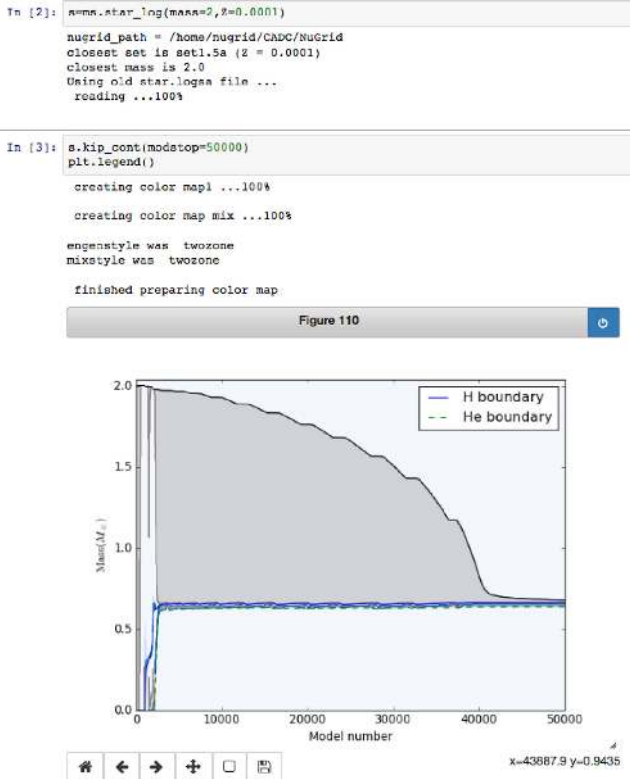 In [2]: s=ms.star_log(mass=2,Z=0.0001)
nugrid_path = /home/nugrid/CADC/NuGrid
closest set is set1.5a (Z = 0.0001)
closest mass is 2.0
Using old star.logsa file ...
reading ...100%
In [3]: s.kip_cont(modstop=50000)
plt.legend()
creating color map1 ...100%
creating color map mix ...100%
engenstyle was twozone
mixstyle was twozone
finished preparing color map
Figure 110
H boundary
He boundary
2.0
1.5
1.0
0.5
0.0
Mass(M☉)
0 10000 20000 30000 40000 50000
Model number
x=43887.9 y=0.9435